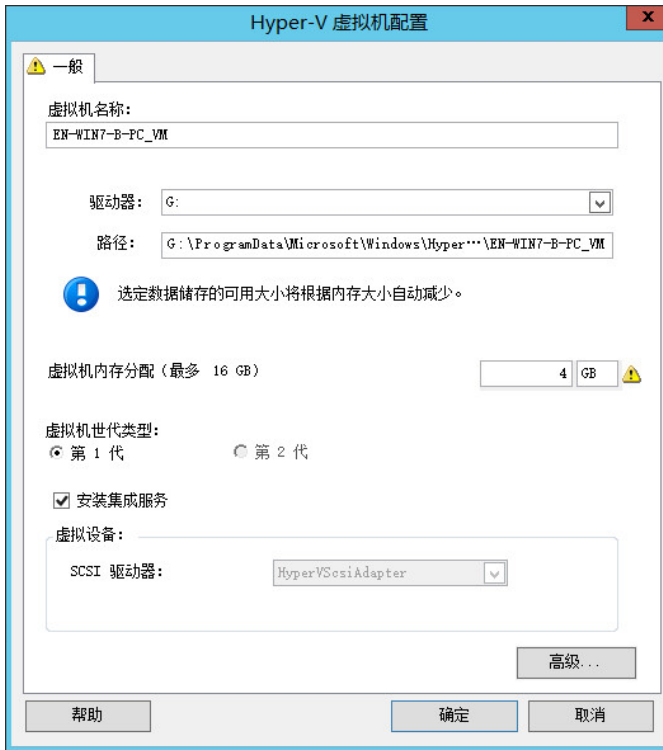 Hyper-V 虚拟机配置
x
一般
虚拟机名称:
EN-WIN7-B-PC_VM
驱动器: G:
路径: G:\ProgramData\Microsoft\Windows\Hyper···\EN-WIN7-B-PC_VM
选定数据储存的可用大小将根据内存大小自动减少。
虚拟机内存分配(最多 16 GB) 4 GB
虚拟机世代类型:
第 1 代 第 2 代
安装集成服务
虚拟设备:
SCSI 驱动器: HyperVScsiAdapter
高级...
帮助 确定 取消